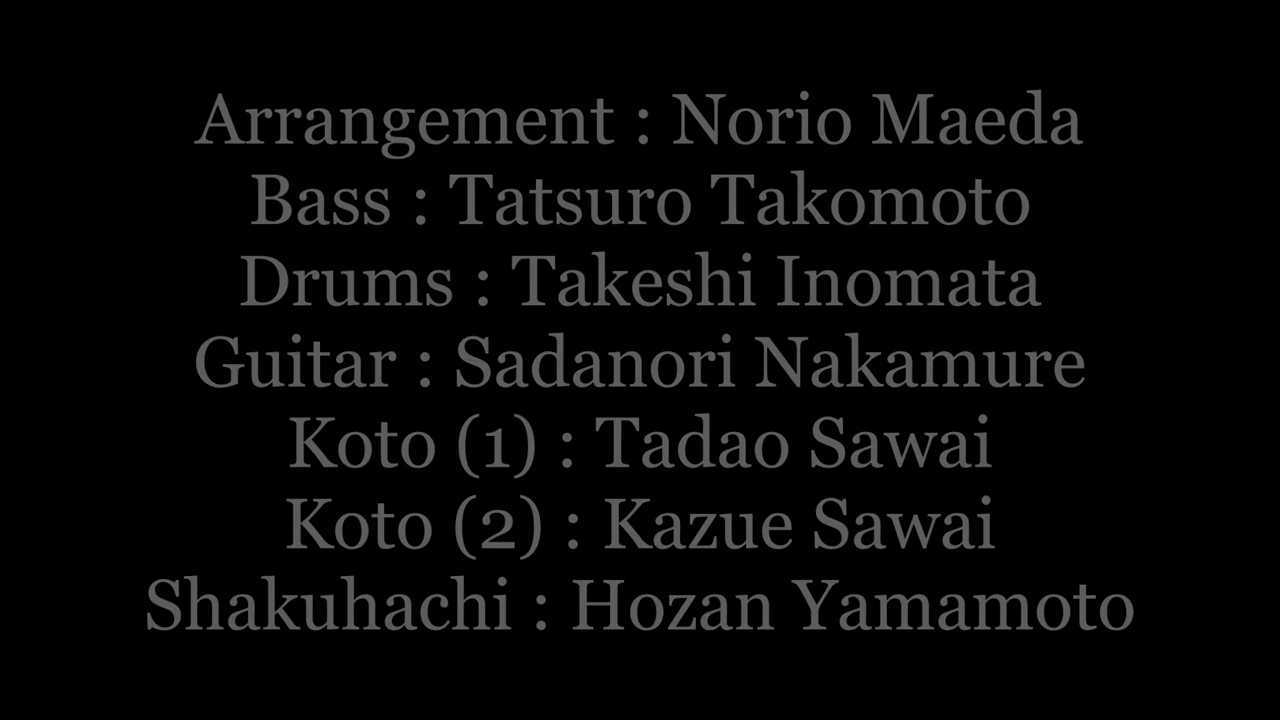 Arrangement : Norio Maeda
Bass : Tatsuro Takomoto
Drums : Takeshi Inomata
Guitar : Sadanori Nakamure
Koto (1) : Tadao Sawai
Koto (2) : Kazue Sawai
Shakuhachi : Hozan Yamamoto